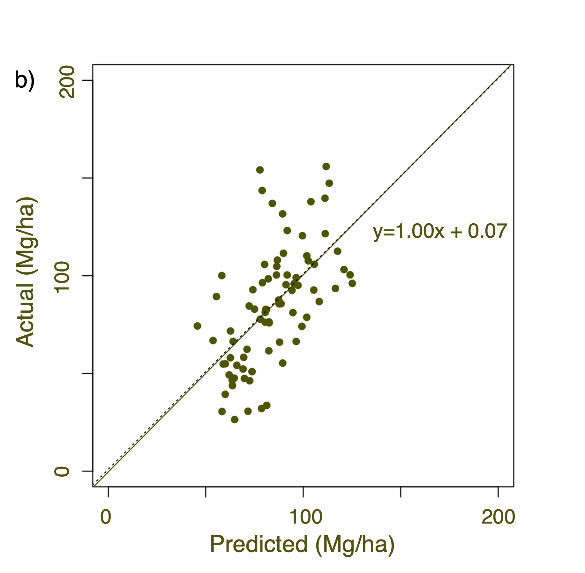 b)
200
100
0
Actual (Mg/ha)
y=1.00x + 0.07
0
100
200
Predicted (Mg/ha)